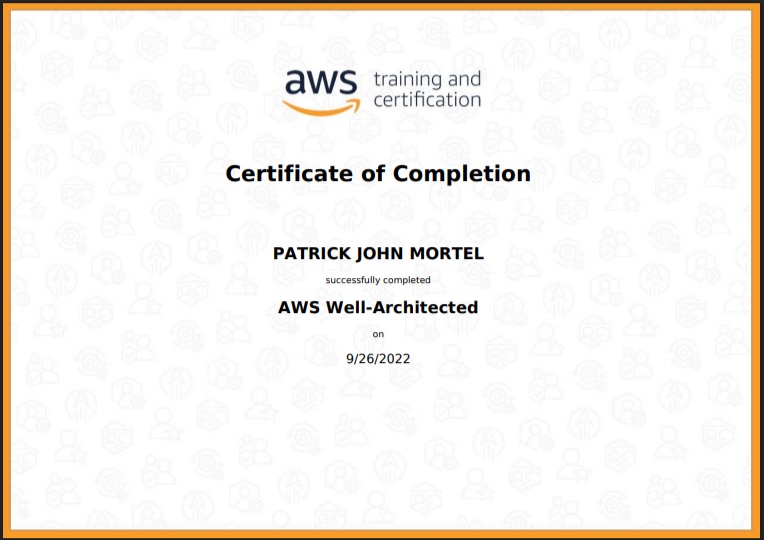 aws training and
certification
Certificate of Completion
PATRICK JOHN MORTEL
successfully completed
AWS Well-Architected
on
9/26/2022